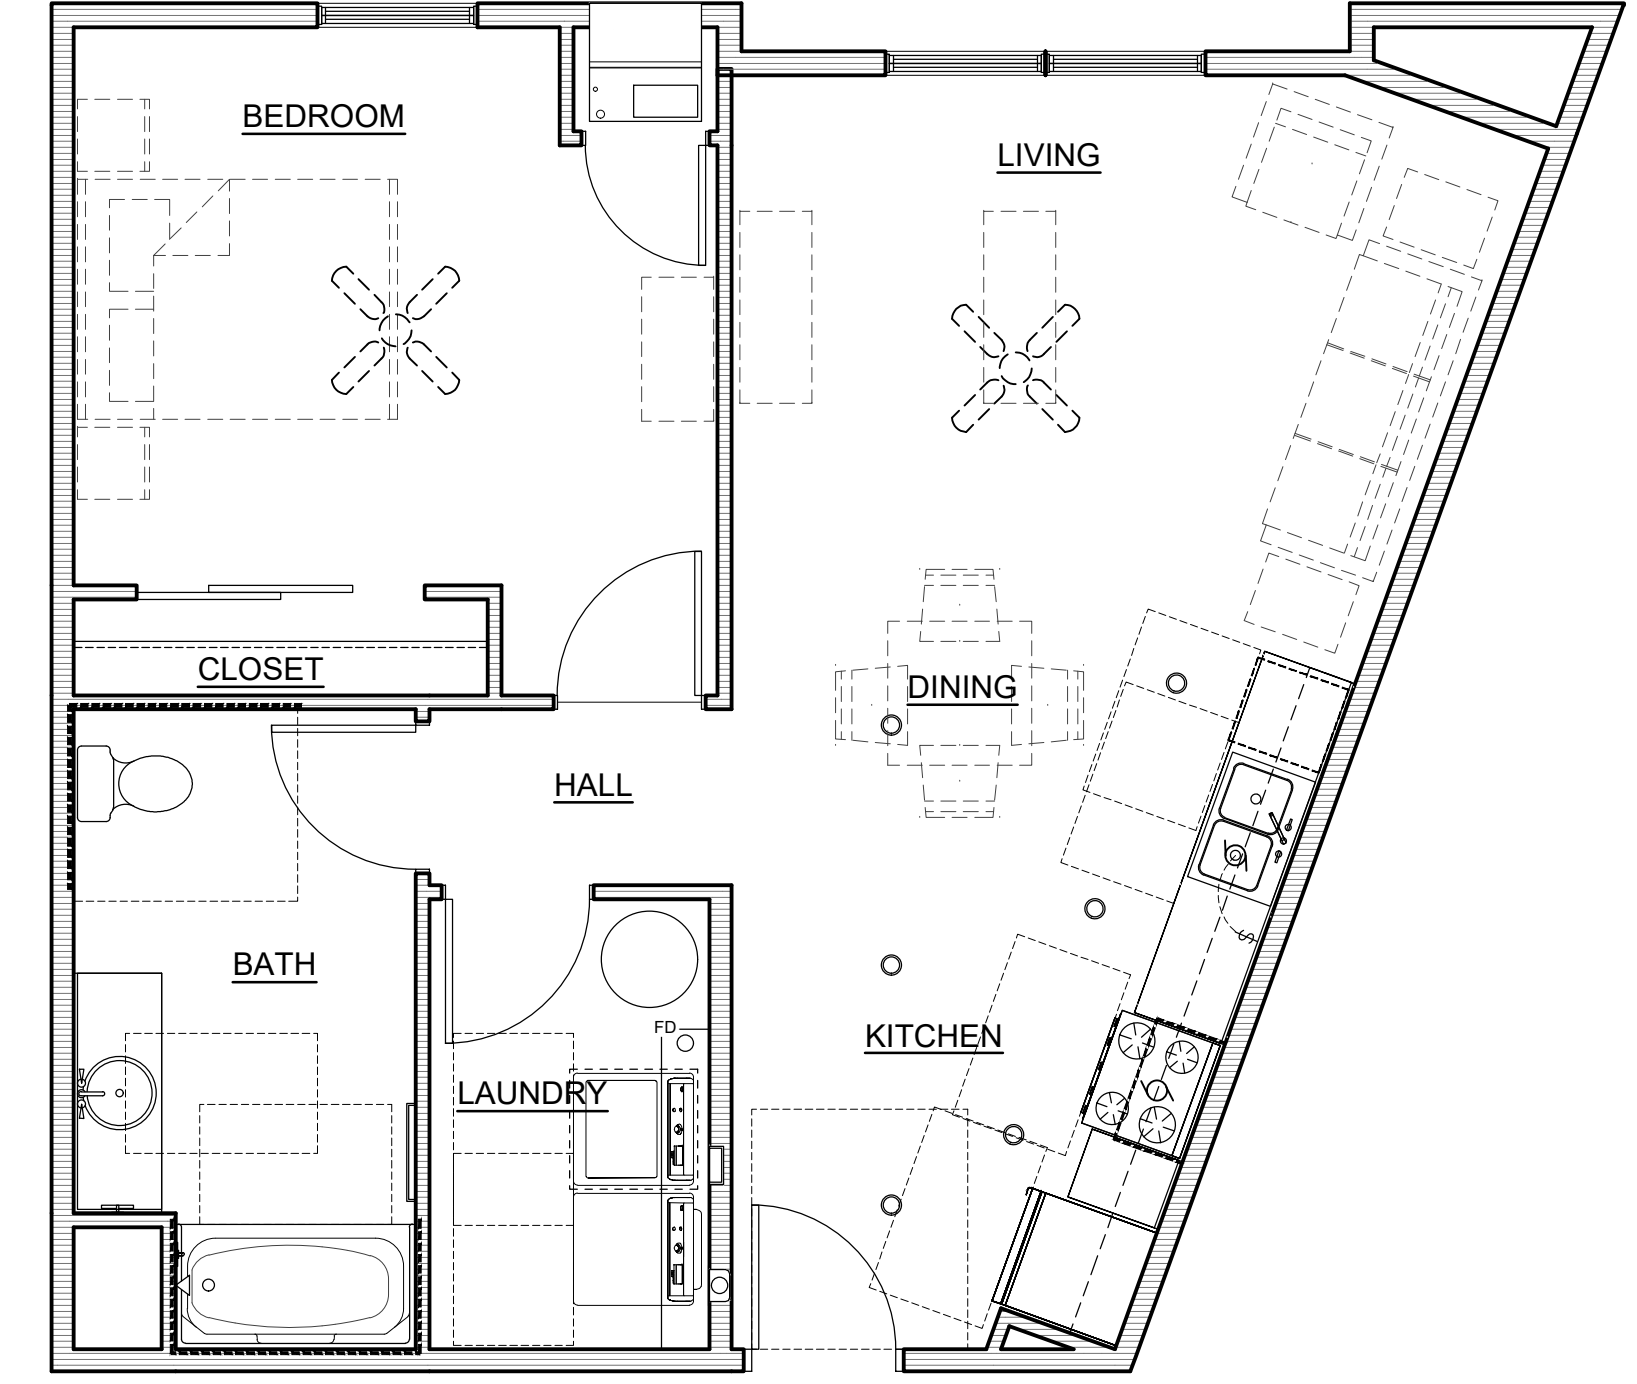 BEDROOM
LIVING
CLOSET
DINING
HALL
BATH
FD
KITCHEN
LAUNDRY
S